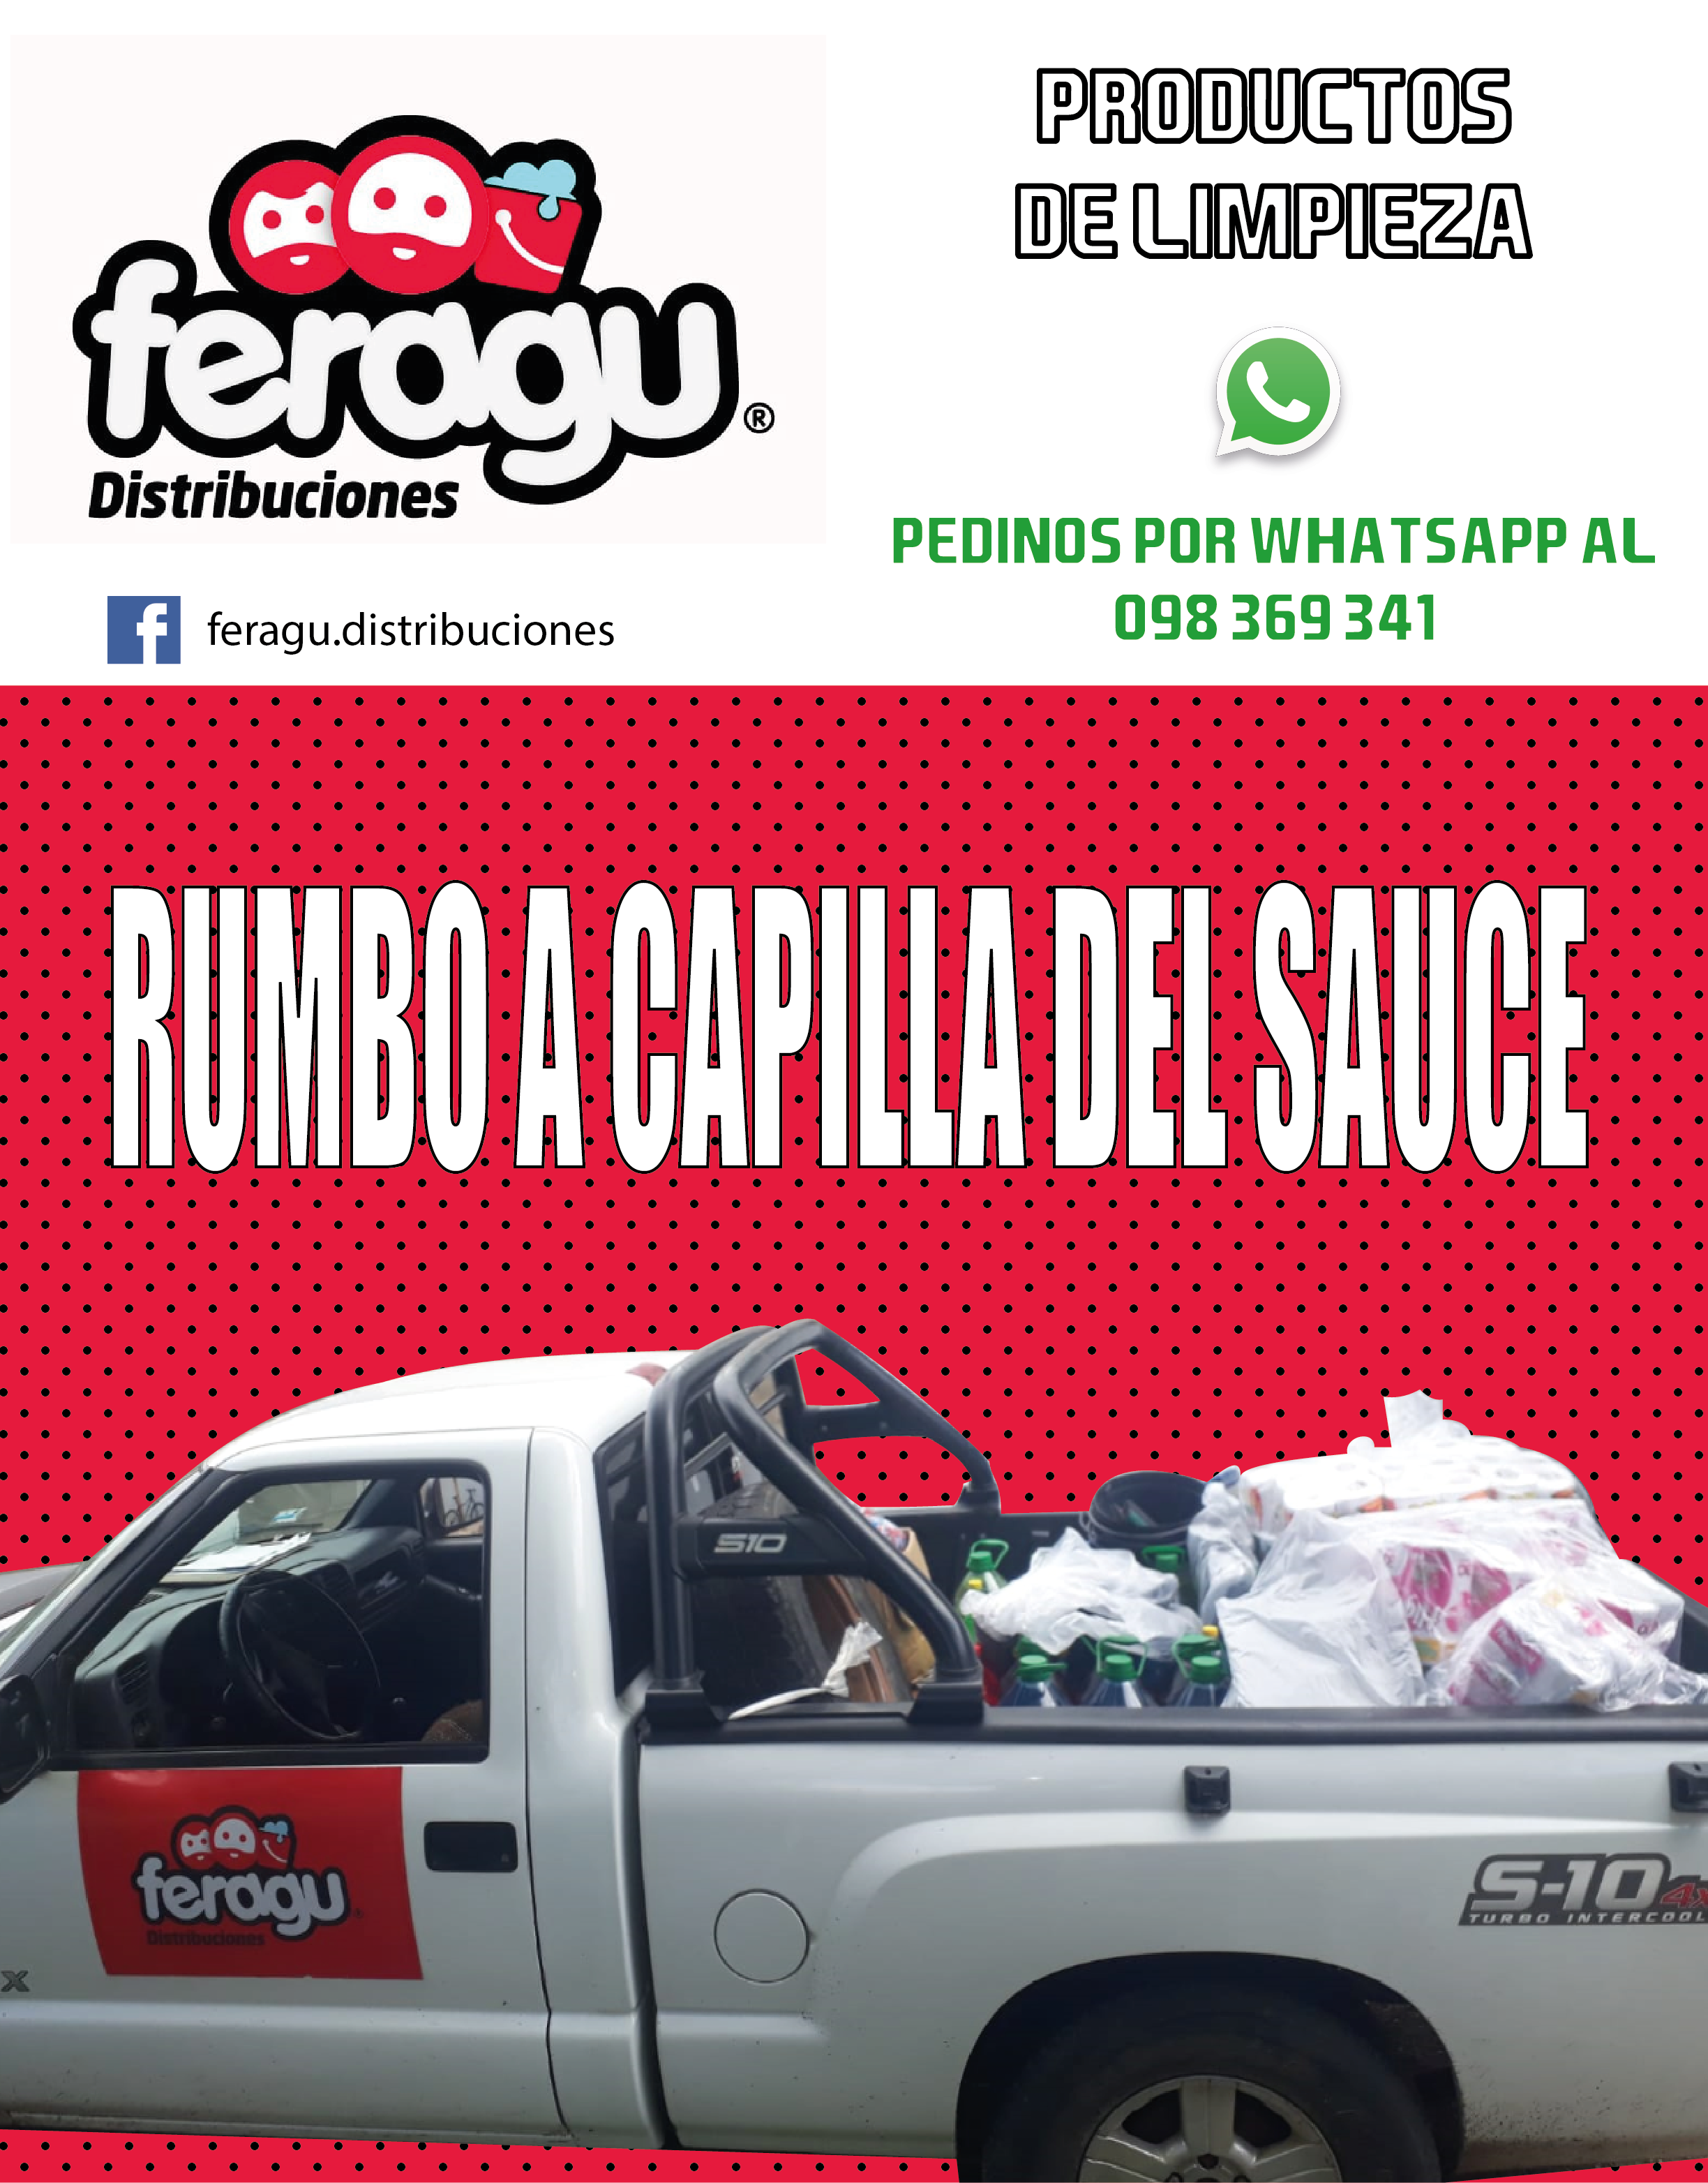 feragu®
Distribuciones
feragu.distribuciones
PRODUCTOS
DE LIMPIEZA
PEDINOS POR WHATSAPP AL
098 369 341
RUMBO A CAPILLA DEL SAUCE
S10
feragu
Distribuciones
S-10
TURBO
X